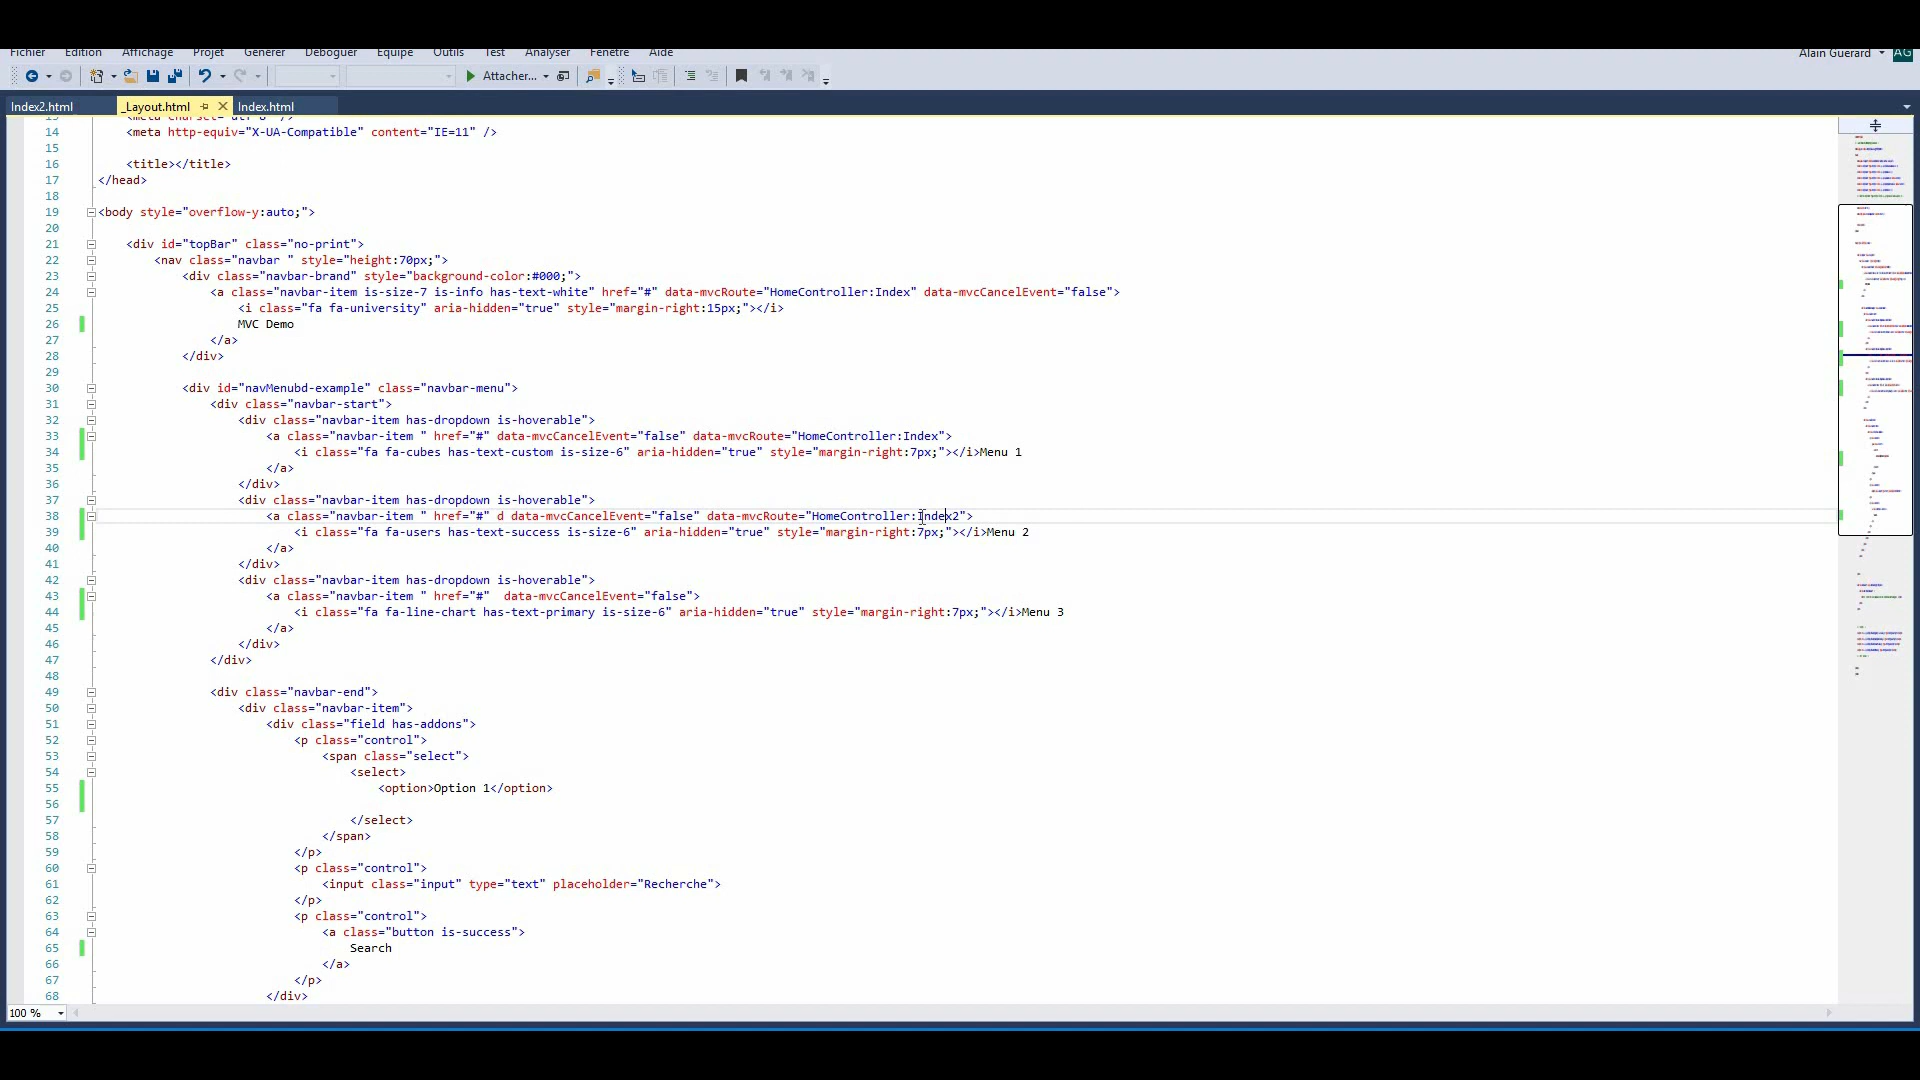 Fichier Edition Affichage Projet Générer Déboguer Equipe Outils Test Analyser Fenêtre Aide Alain Guerard AG
Attacher...
Index2.html _Layout.html Index.html
13 <meta charset="utf-8" />
14 <meta http-equiv="X-UA-Compatible" content="IE=11" />
15
16 <title></title>
17 </head>
18
19 <body style="overflow-y:auto;">
20
21 <div id="topBar" class="no-print">
22 <nav class="navbar " style="height:70px;">
23 <div class="navbar-brand" style="background-color:#000;">
24 <a class="navbar-item is-size-7 is-info has-text-white" href="#" data-mvcRoute="HomeController:Index" data-mvcCancelEvent="false">
25 <i class="fa fa-university" aria-hidden="true" style="margin-right:15px;"></i>
26 MVC Demo
27 </a>
28 </div>
29
30 <div id="navMenubd-example" class="navbar-menu">
31 <div class="navbar-start">
32 <div class="navbar-item has-dropdown is-hoverable">
33 <a class="navbar-item " href="#" data-mvcCancelEvent="false" data-mvcRoute="HomeController:Index">
34 <i class="fa fa-cubes has-text-custom is-size-6" aria-hidden="true" style="margin-right:7px;"></i>Menu 1
35 </a>
36 </div>
37 <div class="navbar-item has-dropdown is-hoverable">
38 <a class="navbar-item " href="#" d data-mvcCancelEvent="false" data-mvcRoute="HomeController:Index2">
39 <i class="fa fa-users has-text-success is-size-6" aria-hidden="true" style="margin-right:7px;"></i>Menu 2
40 </a>
41 </div>
42 <div class="navbar-item has-dropdown is-hoverable">
43 <a class="navbar-item " href="#"  data-mvcCancelEvent="false">
44 <i class="fa fa-line-chart has-text-primary is-size-6" aria-hidden="true" style="margin-right:7px;"></i>Menu 3
45 </a>
46 </div>
47 </div>
48
49 <div class="navbar-end">
50 <div class="navbar-item">
51 <div class="field has-addons">
52 <p class="control">
53 <span class="select">
54 <select>
55 <option>Option 1</option>
56
57 </select>
58 </span>
59 </p>
60 <p class="control">
61 <input class="input" type="text" placeholder="Recherche">
62 </p>
63 <p class="control">
64 <a class="button is-success">
65 Search
66 </a>
67 </p>
68 </div>
100 %